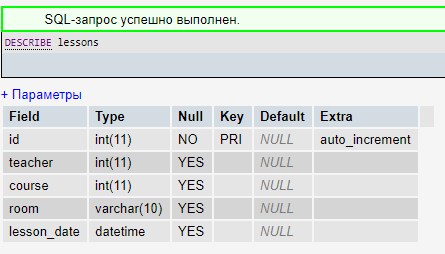 SQL-запрос успешно выполнен.
DESCRIBE lessons
+ Параметры
Field Type Null Key Default Extra
id int(11) NO PRI NULL auto_increment
teacher int(11) YES NULL
course int(11) YES NULL
room varchar(10) YES NULL
lesson_date datetime YES NULL